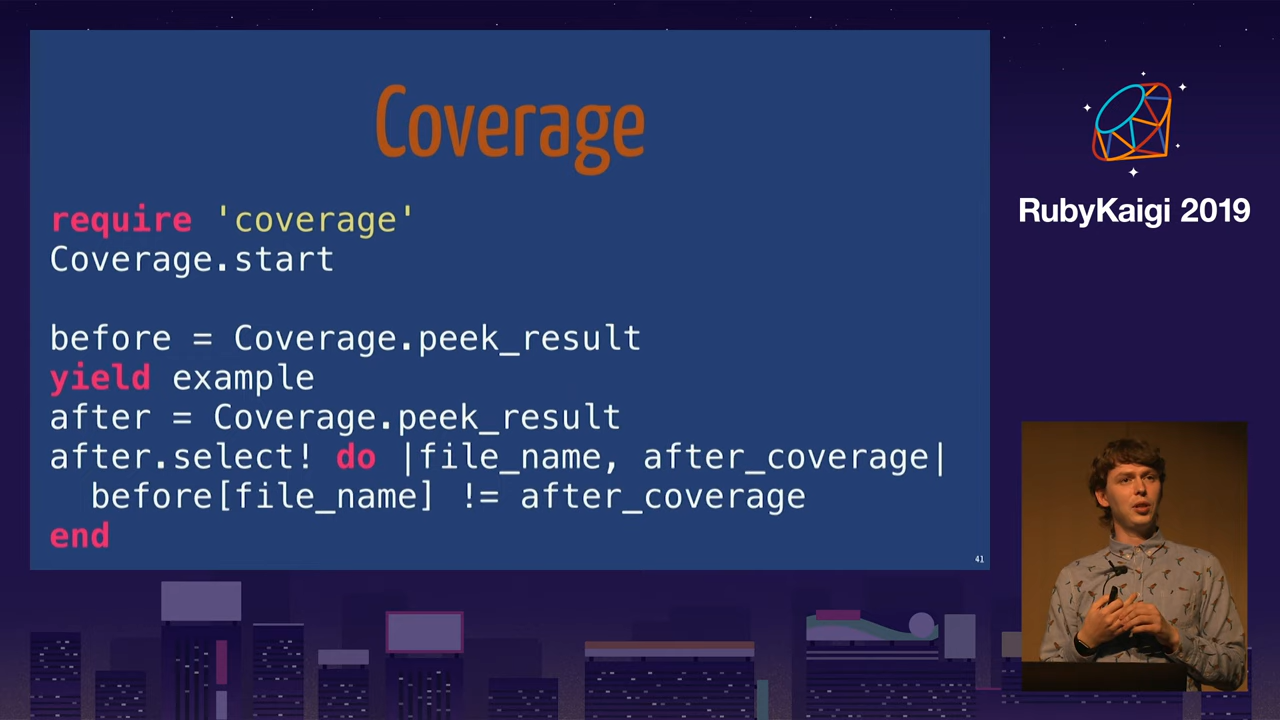 Coverage
require 'coverage'
Coverage.start
before = Coverage.peek_result
yield example
after = Coverage.peek_result
after.select! do |file_name, after_coverage|
  before[file_name] != after_coverage
end
41
RubyKaigi 2019